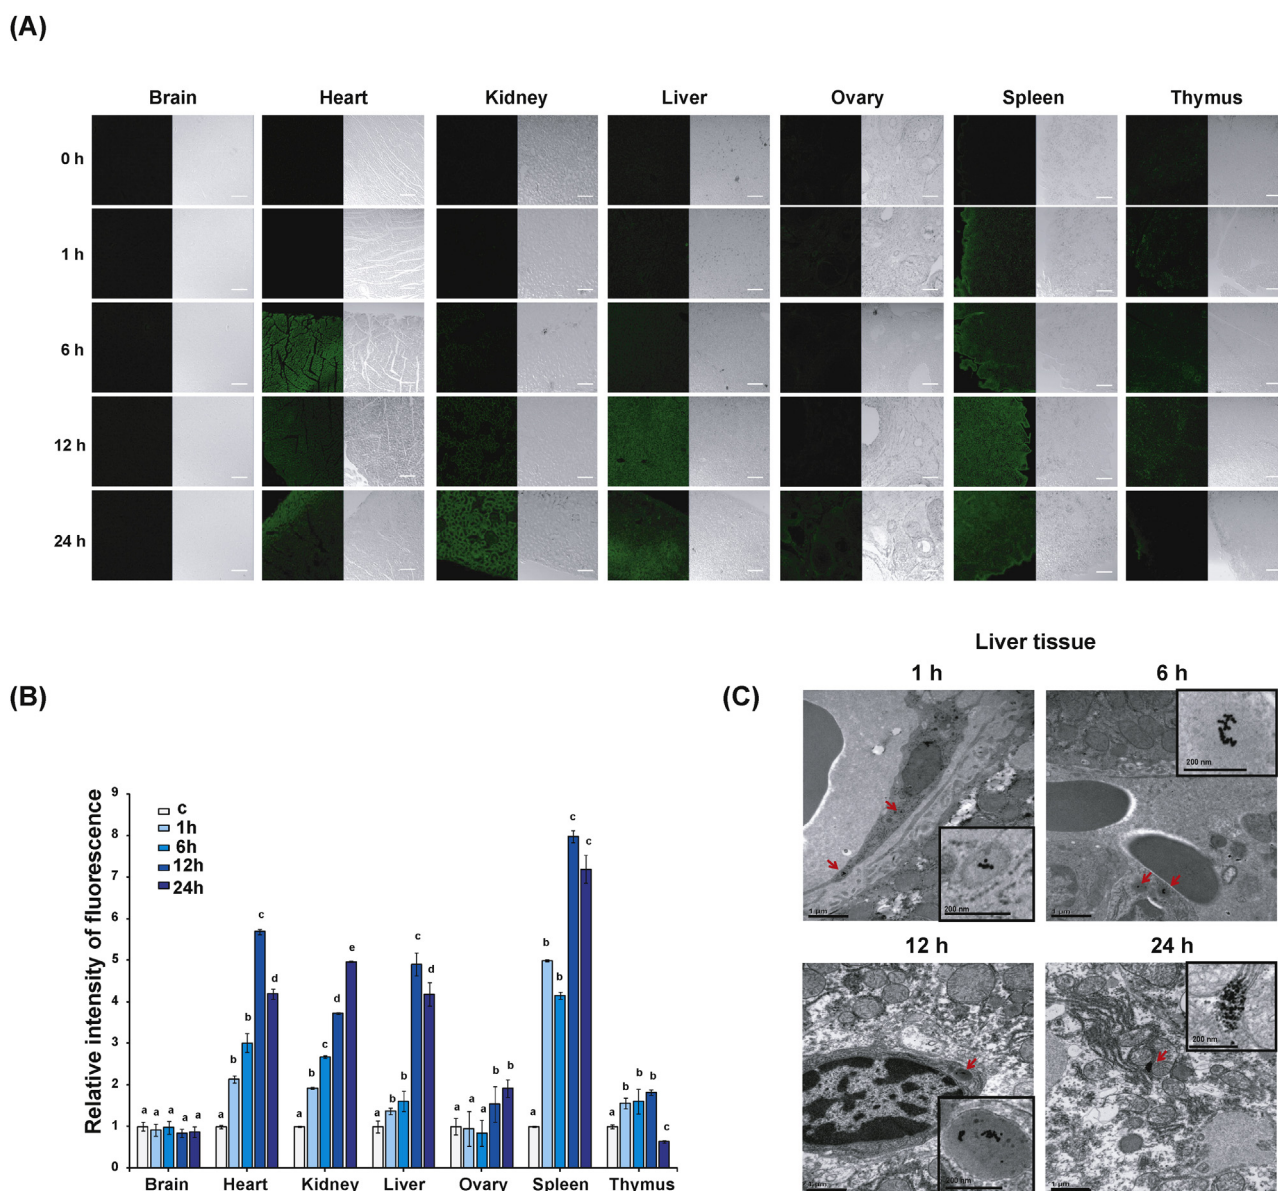 (A)
Brain Heart Kidney Liver Ovary Spleen Thymus
0 h
1 h
6 h
12 h
24 h
Liver tissue
(B)
(C)
1 h 6 h
200 nm
200 nm
1 µm
1 µm
12 h 24 h
200 nm
200 nm
1 µm
1 µm
Relative intensity of fluorescence
9
8
7
6
5
4
3
2
1
0
c
1h
6h
12h
24h
a a a a a
a b b c d
a b c d e
a b b c d
a a a b b
a b b c c
a b b b c
Brain Heart Kidney Liver Ovary Spleen Thymus